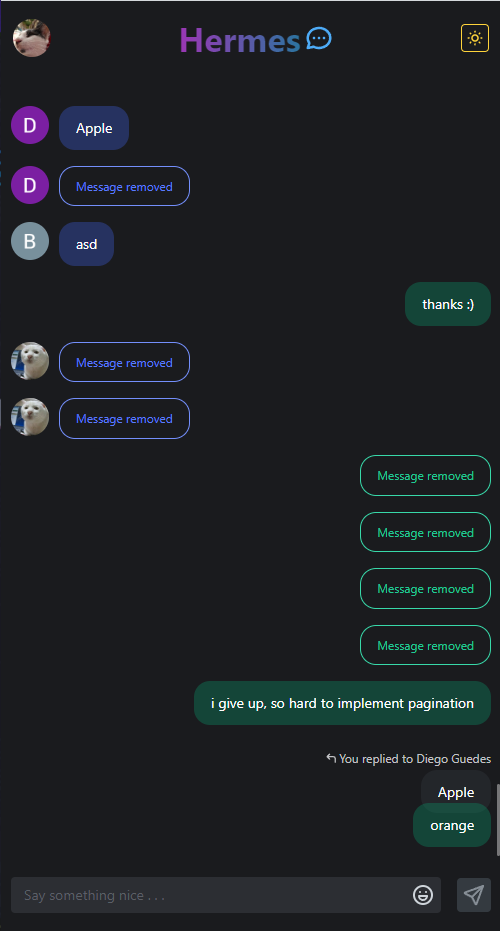 Hermes
D
Apple
D
Message removed
B
asd
thanks :)
Message removed
Message removed
Message removed
Message removed
Message removed
Message removed
i give up, so hard to implement pagination
You replied to Diego Guedes
Apple
orange
Say something nice . . .